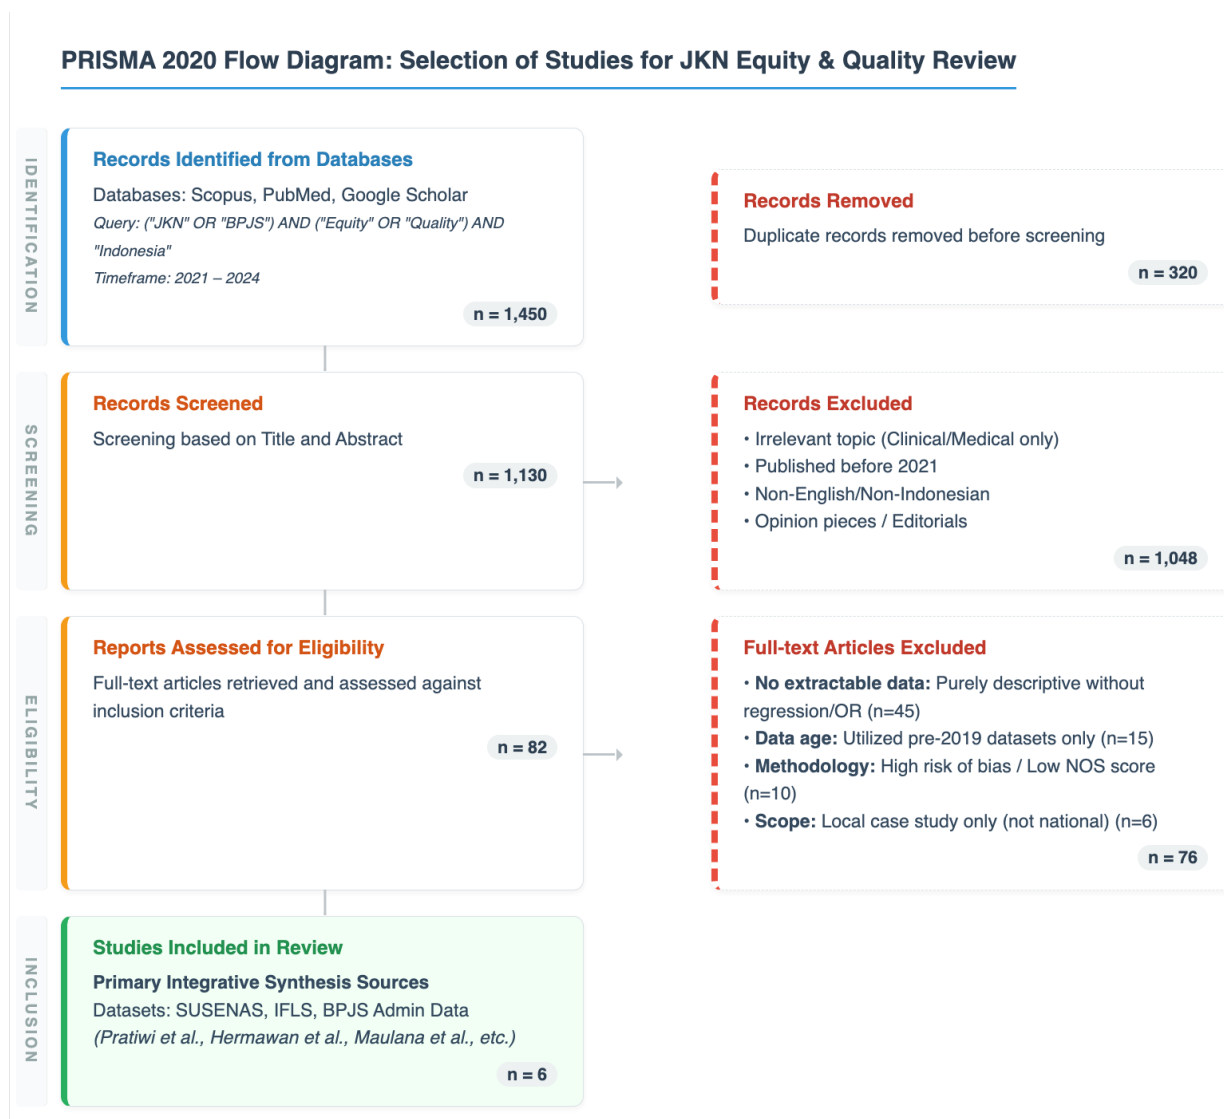 PRISMA 2020 Flow Diagram: Selection of Studies for JKN Equity & Quality Review
IDENTIFICATION
Records Identified from Databases
Databases: Scopus, PubMed, Google Scholar
Query: ("JKN" OR "BPJS") AND ("Equity" OR "Quality") AND
"Indonesia"
Timeframe: 2021 – 2024
n = 1,450
Records Removed
Duplicate records removed before screening
n = 320
SCREENING
Records Screened
Screening based on Title and Abstract
n = 1,130
Records Excluded
• Irrelevant topic (Clinical/Medical only)
• Published before 2021
• Non-English/Non-Indonesian
• Opinion pieces / Editorials
n = 1,048
ELIGIBILITY
Reports Assessed for Eligibility
Full-text articles retrieved and assessed against
inclusion criteria
n = 82
Full-text Articles Excluded
• No extractable data: Purely descriptive without
regression/OR (n=45)
• Data age: Utilized pre-2019 datasets only (n=15)
• Methodology: High risk of bias / Low NOS score
(n=10)
• Scope: Local case study only (not national) (n=6)
n = 76
INCLUSION
Studies Included in Review
Primary Integrative Synthesis Sources
Datasets: SUSENAS, IFLS, BPJS Admin Data
(Pratiwi et al., Hermawan et al., Maulana et al., etc.)
n = 6